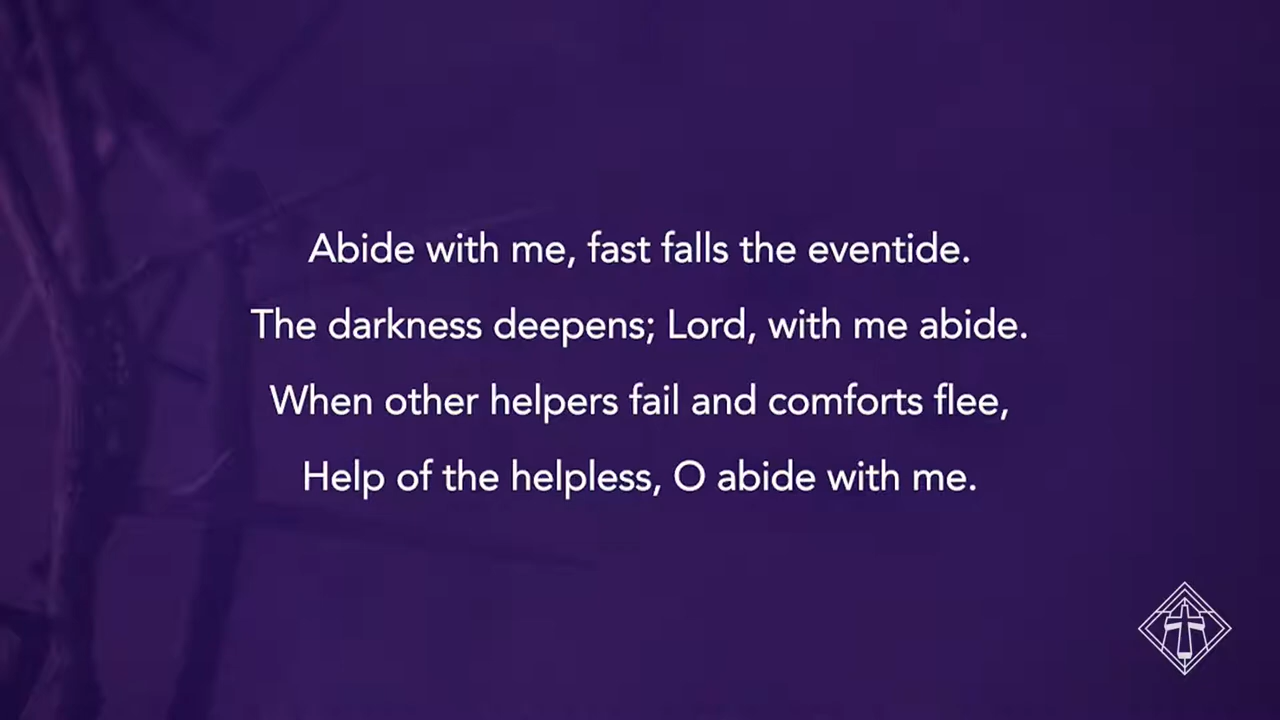 Abide with me, fast falls the eventide.
The darkness deepens; Lord, with me abide.
When other helpers fail and comforts flee,
Help of the helpless, O abide with me.